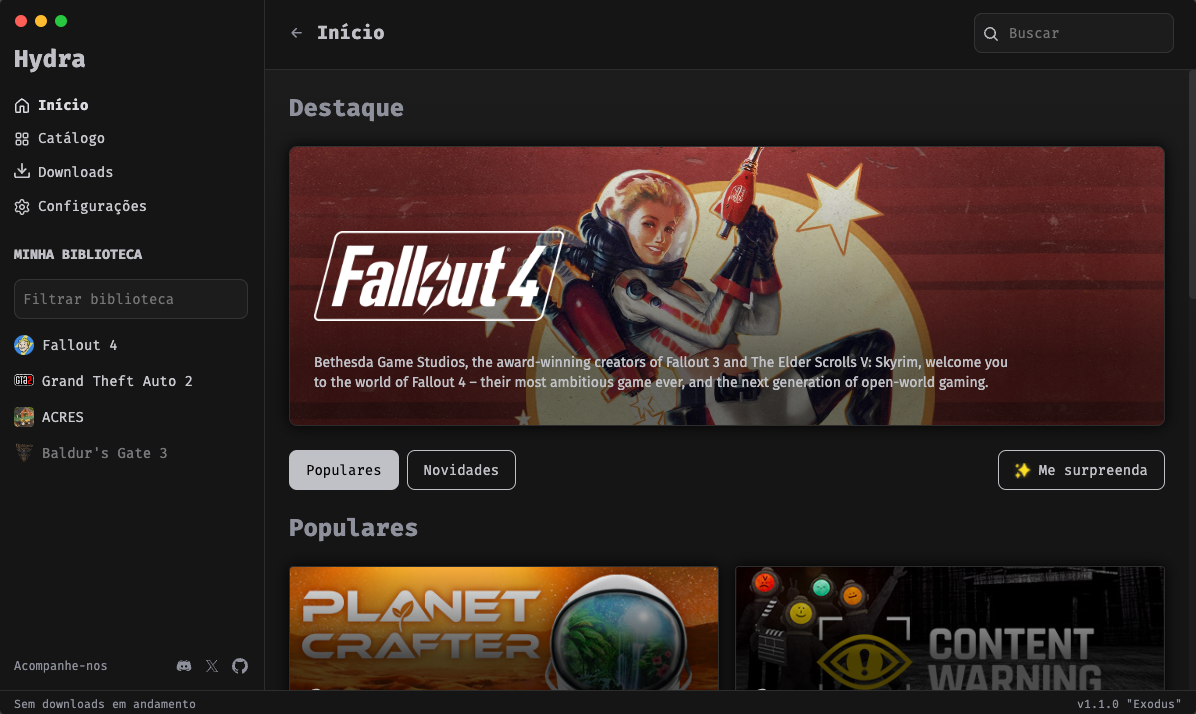 Hydra
Início
Catálogo
Downloads
Configurações
MINHA BIBLIOTECA
Filtrar biblioteca
Fallout 4
GTA2 Grand Theft Auto 2
ACRES
Baldur's Gate 3
Acompanhe-nos
Início
Buscar
Destaque
Fallout 4
Bethesda Game Studios, the award-winning creators of Fallout 3 and The Elder Scrolls V: Skyrim, welcome you
to the world of Fallout 4 – their most ambitious game ever, and the next generation of open-world gaming.
Populares
Novidades
✨ Me surpreenda
Populares
PLANET
CRAFTER
CONTENT
WARNING
Sem downloads em andamento
v1.1.0 "Exodus"